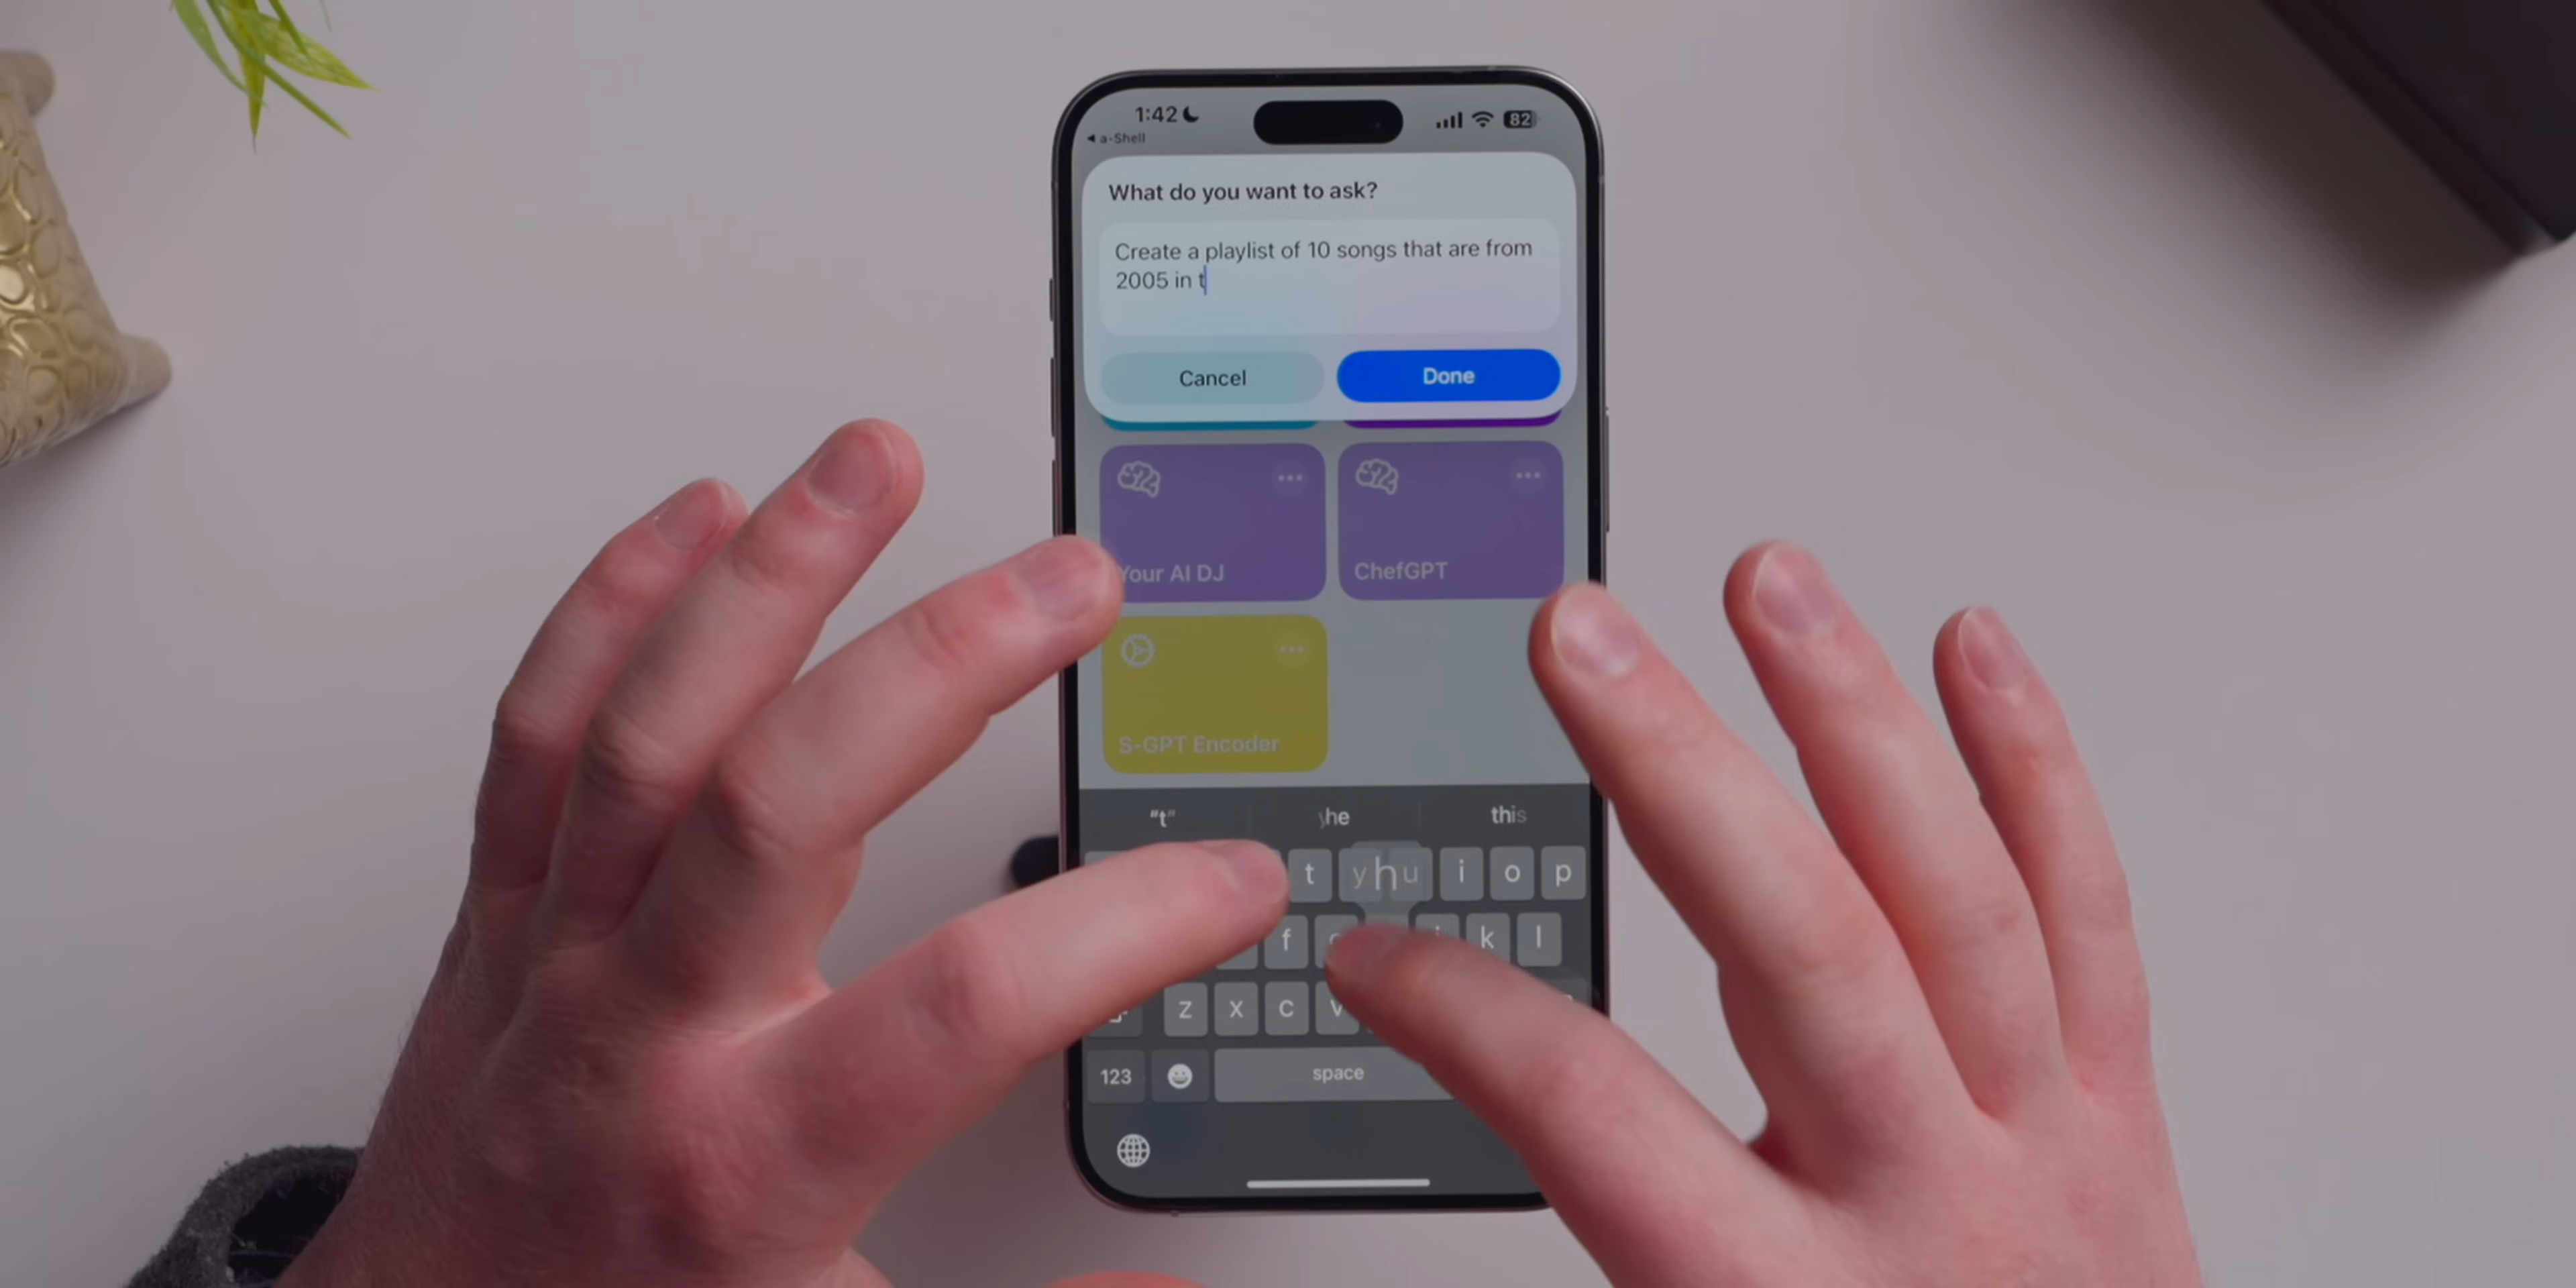 1:42
82
◀ a-Shell
What do you want to ask?
Create a playlist of 10 songs that are from
2005 in t
Cancel
Done
Your AI DJ
ChefGPT
S-GPT Encoder
“t”
this
t y h u i o p
f k l
z x c v
123
space